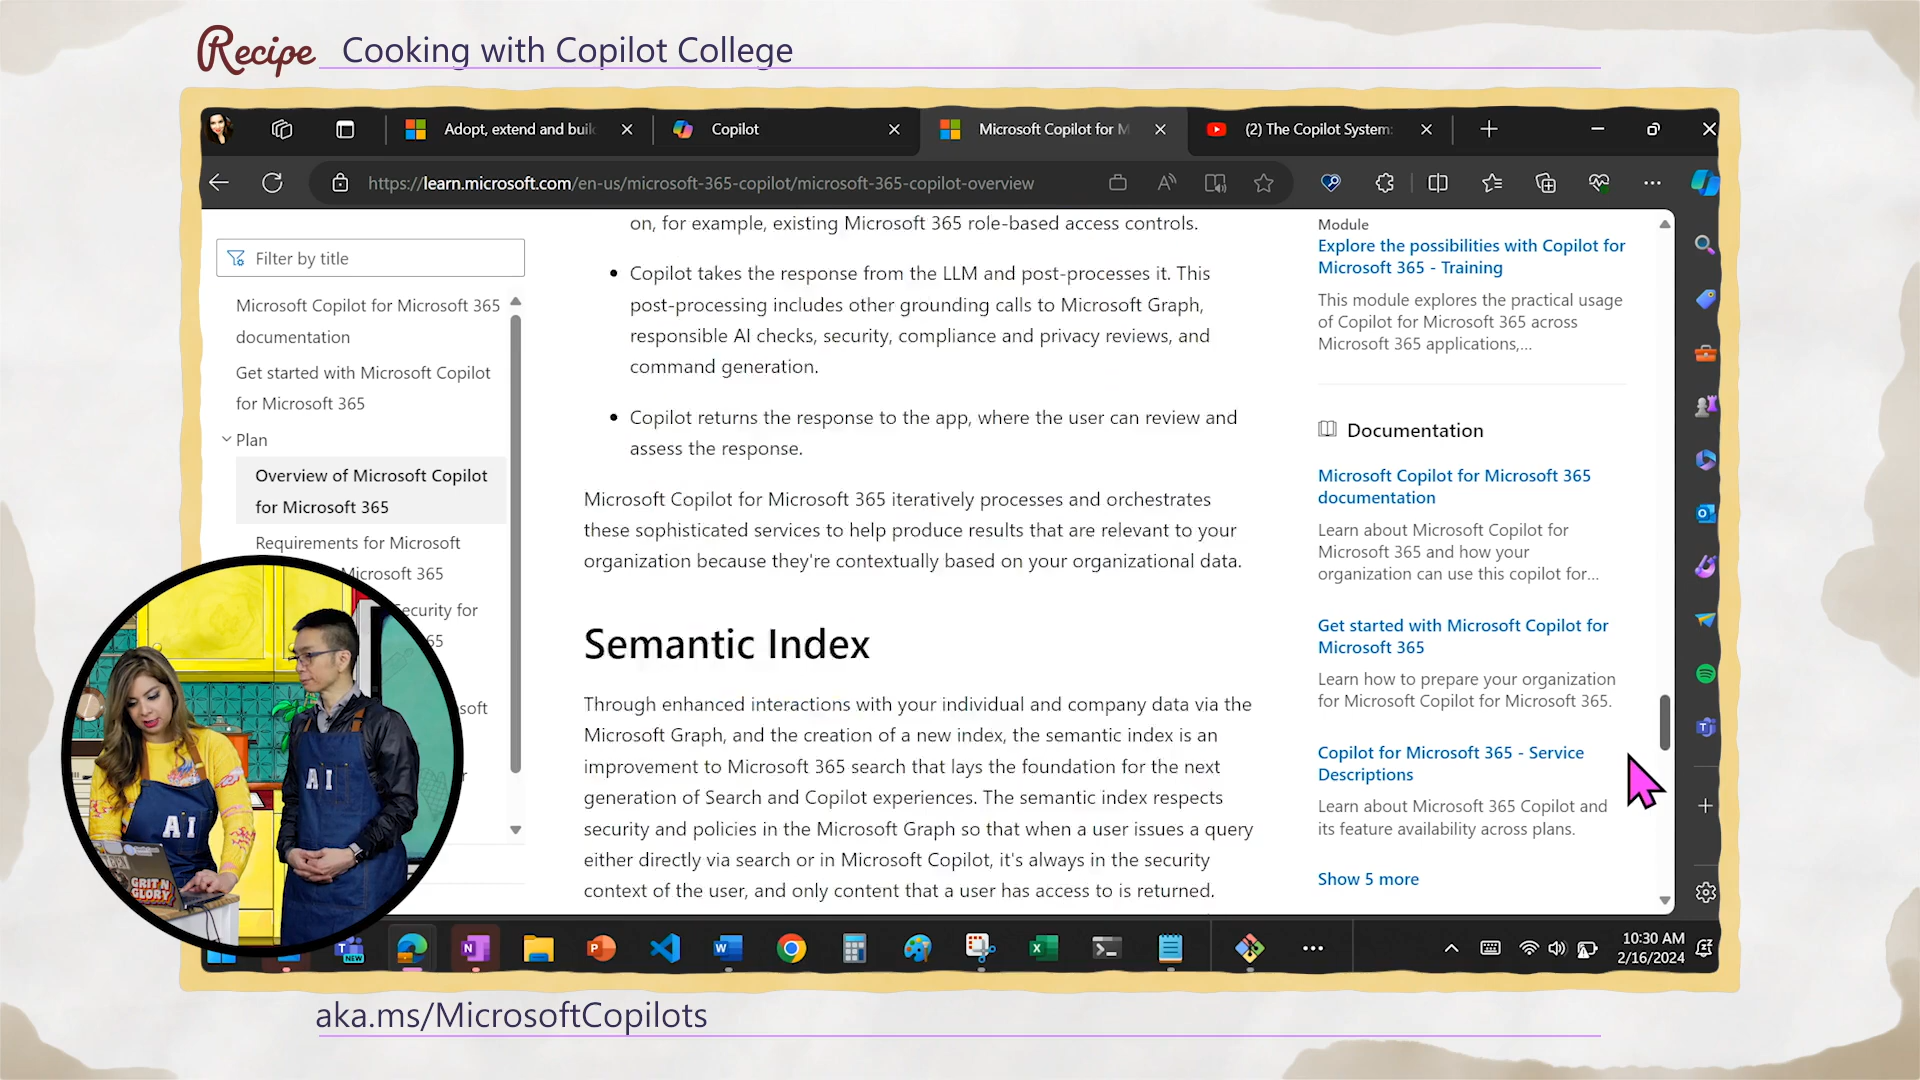 Recipe Cooking with Copilot College
Adopt, extend and buil
Copilot
Microsoft Copilot for M
(2) The Copilot System:
https://learn.microsoft.com/en-us/microsoft-365-copilot/microsoft-365-copilot-overview
Filter by title
Microsoft Copilot for Microsoft 365
documentation
Get started with Microsoft Copilot
for Microsoft 365
Plan
Overview of Microsoft Copilot
for Microsoft 365
Requirements for Microsoft
Microsoft 365
ecurity for
65
osoft
on, for example, existing Microsoft 365 role-based access controls.
Copilot takes the response from the LLM and post-processes it. This
post-processing includes other grounding calls to Microsoft Graph,
responsible AI checks, security, compliance and privacy reviews, and
command generation.
Copilot returns the response to the app, where the user can review and
assess the response.
Microsoft Copilot for Microsoft 365 iteratively processes and orchestrates
these sophisticated services to help produce results that are relevant to your
organization because they're contextually based on your organizational data.
Semantic Index
Through enhanced interactions with your individual and company data via the
Microsoft Graph, and the creation of a new index, the semantic index is an
improvement to Microsoft 365 search that lays the foundation for the next
generation of Search and Copilot experiences. The semantic index respects
security and policies in the Microsoft Graph so that when a user issues a query
either directly via search or in Microsoft Copilot, it's always in the security
context of the user, and only content that a user has access to is returned.
Module
Explore the possibilities with Copilot for
Microsoft 365 - Training
This module explores the practical usage
of Copilot for Microsoft 365 across
Microsoft 365 applications,...
Documentation
Microsoft Copilot for Microsoft 365
documentation
Learn about Microsoft Copilot for
Microsoft 365 and how your
organization can use this copilot for...
Get started with Microsoft Copilot for
Microsoft 365
Learn how to prepare your organization
for Microsoft Copilot for Microsoft 365.
Copilot for Microsoft 365 - Service
Descriptions
Learn about Microsoft 365 Copilot and
its feature availability across plans.
Show 5 more
AI
AI
GRIT N
GLORY
NEW
10:30 AM
2/16/2024
aka.ms/MicrosoftCopilots